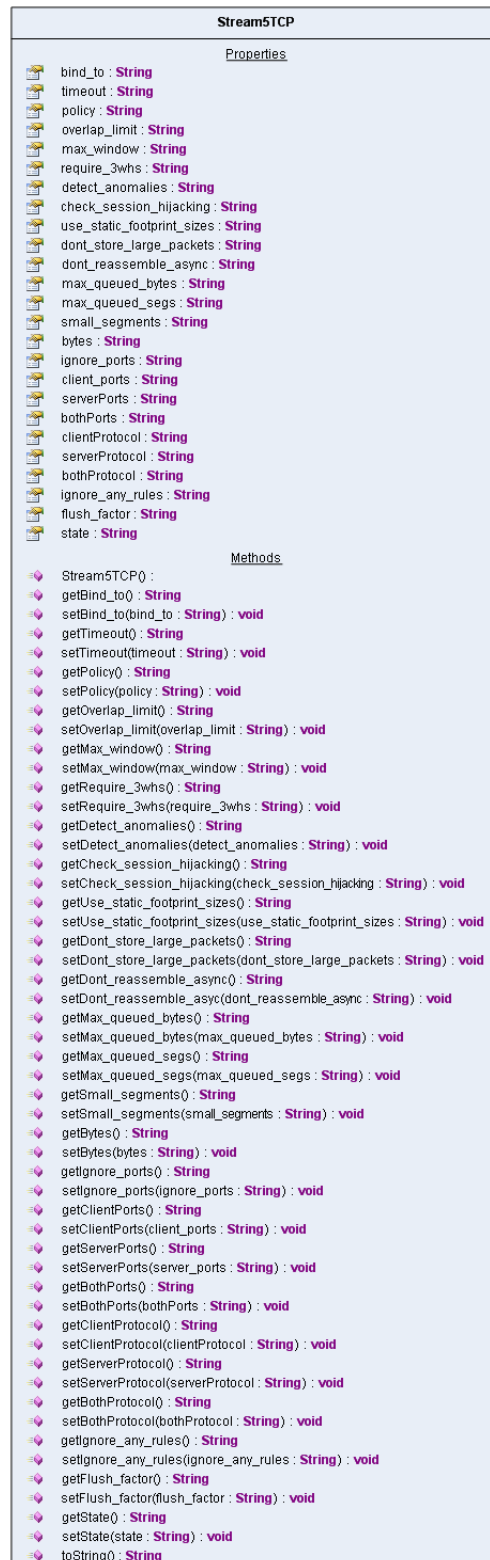 Stream5TCP
Properties
bind_to : String
timeout : String
policy : String
overlap_limit : String
max_window : String
require_3whs : String
detect_anomalies : String
check_session_hijacking : String
use_static_footprint_sizes : String
dont_store_large_packets : String
dont_reassemble_async : String
max_queued_bytes : String
max_queued_segs : String
small_segments : String
bytes : String
ignore_ports : String
client_ports : String
serverPorts : String
bothPorts : String
clientProtocol : String
serverProtocol : String
bothProtocol : String
ignore_any_rules : String
flush_factor : String
state : String
Methods
Stream5TCP() :
getBind_to() : String
setBind_to(bind_to : String) : void
getTimeout() : String
setTimeout(timeout : String) : void
getPolicy() : String
setPolicy(policy : String) : void
getOverlap_limit() : String
setOverlap_limit(overlap_limit : String) : void
getMax_window() : String
setMax_window(max_window : String) : void
getRequire_3whs() : String
setRequire_3whs(require_3whs : String) : void
getDetect_anomalies() : String
setDetect_anomalies(detect_anomalies : String) : void
getCheck_session_hijacking() : String
setCheck_session_hijacking(check_session_hijacking : String) : void
getUse_static_footprint_sizes() : String
setUse_static_footprint_sizes(use_static_footprint_sizes : String) : void
getDont_store_large_packets() : String
setDont_store_large_packets(dont_store_large_packets : String) : void
getDont_reassemble_async() : String
setDont_reassemble_asyc(dont_reassemble_async : String) : void
getMax_queued_bytes() : String
setMax_queued_bytes(max_queued_bytes : String) : void
getMax_queued_segs() : String
setMax_queued_segs(max_queued_segs : String) : void
getSmall_segments() : String
setSmall_segments(small_segments : String) : void
getBytes() : String
setBytes(bytes : String) : void
getIgnore_ports() : String
setIgnore_ports(ignore_ports : String) : void
getClientPorts() : String
setClientPorts(client_ports : String) : void
getServerPorts() : String
setServerPorts(server_ports : String) : void
getBothPorts() : String
setBothPorts(bothPorts : String) : void
getClientProtocol() : String
setClientProtocol(clientProtocol : String) : void
getServerProtocol() : String
setServerProtocol(serverProtocol : String) : void
getBothProtocol() : String
setBothProtocol(bothProtocol : String) : void
getIgnore_any_rules() : String
setIgnore_any_rules(ignore_any_rules : String) : void
getFlush_factor() : String
setFlush_factor(flush_factor : String) : void
getState() : String
setState(state : String) : void
toString() : String